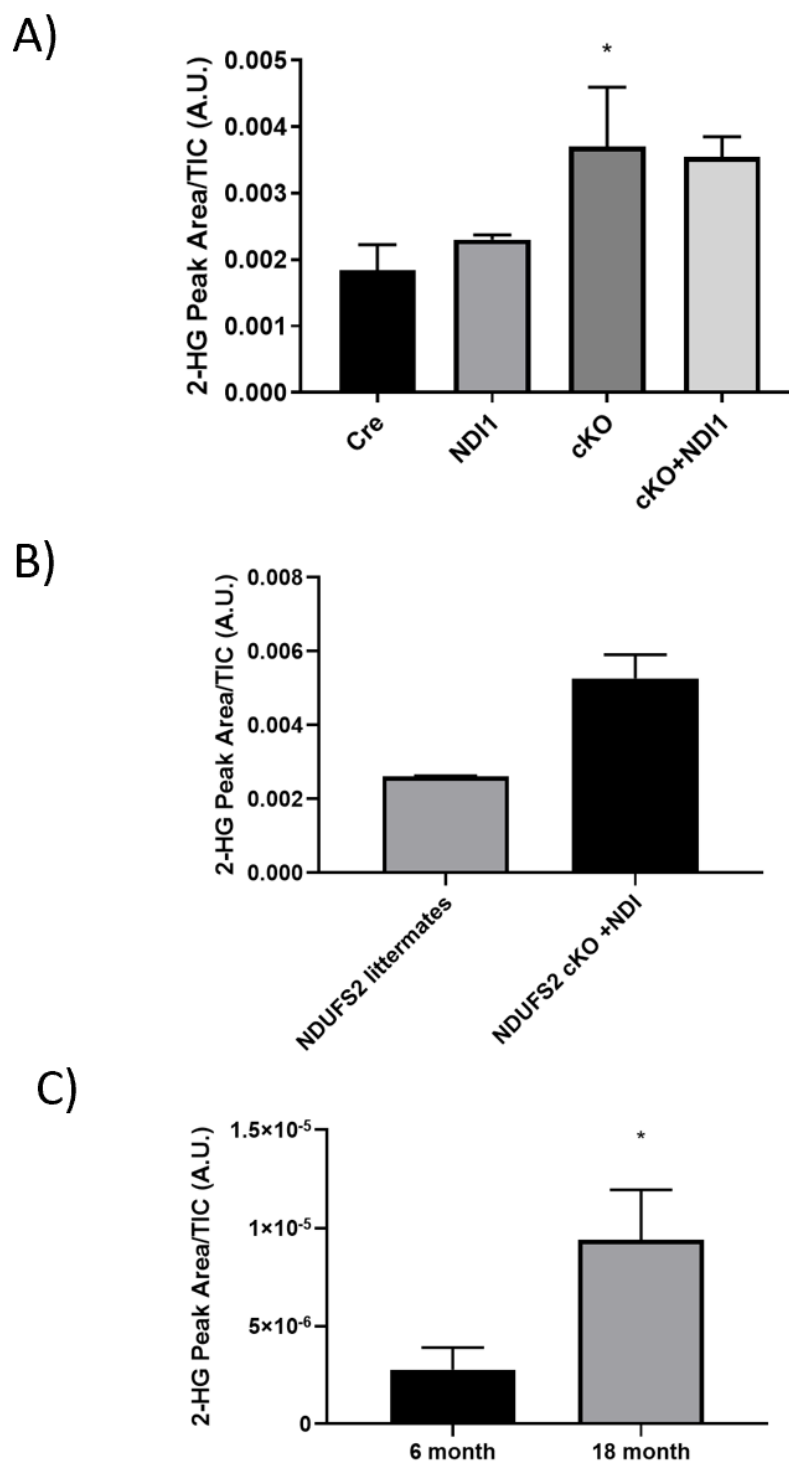 A)
2-HG Peak Area/TIC (A.U.)
0.005
0.004
0.003
0.002
0.001
0.000
*
Cre
NDI1
cKO
cKO+NDI1
B)
2-HG Peak Area/TIC (A.U.)
0.008
0.006
0.004
0.002
0.000
NDUFS2 littermates
NDUFS2 cKO +NDI
C)
2-HG Peak Area/TIC (A.U.)
1.5×10⁻⁵
1×10⁻⁵
5×10⁻⁶
0
*
6 month
18 month